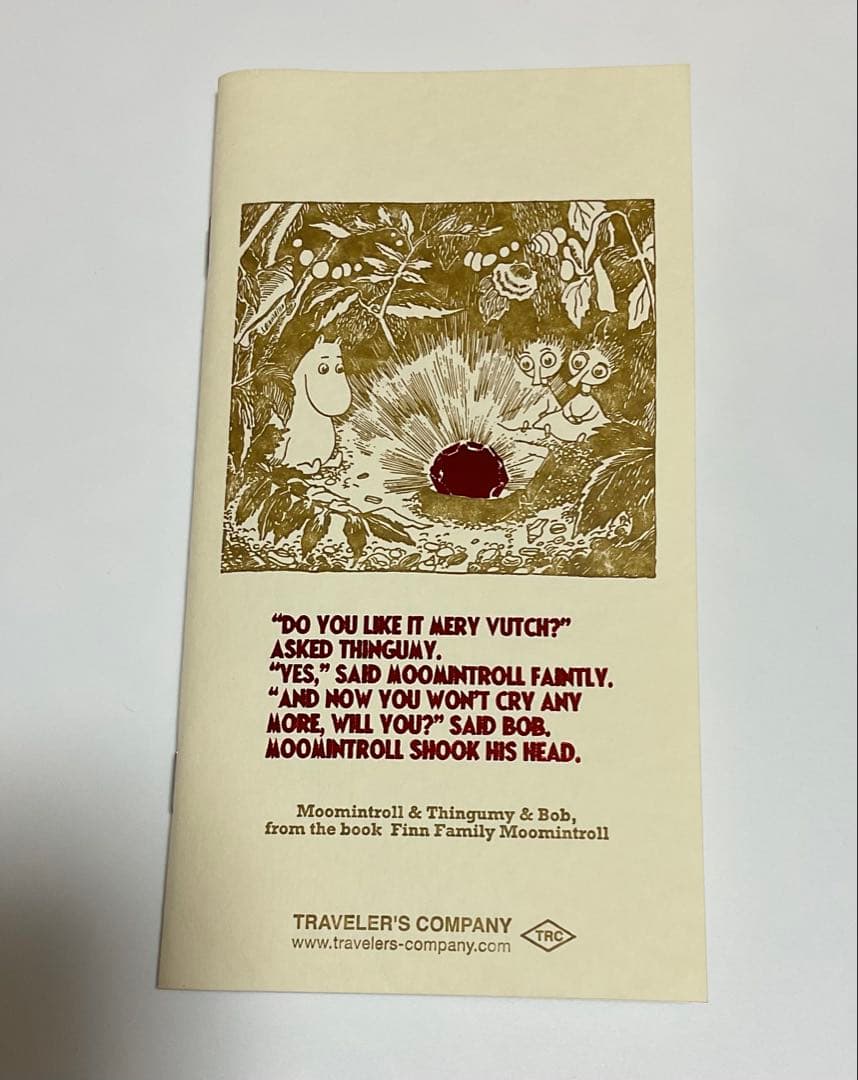 “DO YOU LIKE IT MERY VUTCH?”
ASKED THINGUMY.
“YES,” SAID MOOMINTROLL FAINTLY.
“AND NOW YOU WON’T CRY ANY
MORE, WILL YOU?” SAID BOB.
MOOMINTROLL SHOOK HIS HEAD.
Moomintroll & Thingumy & Bob,
from the book Finn Family Moomintroll
TRAVELER'S COMPANY
www.travelers-company.com
TRC